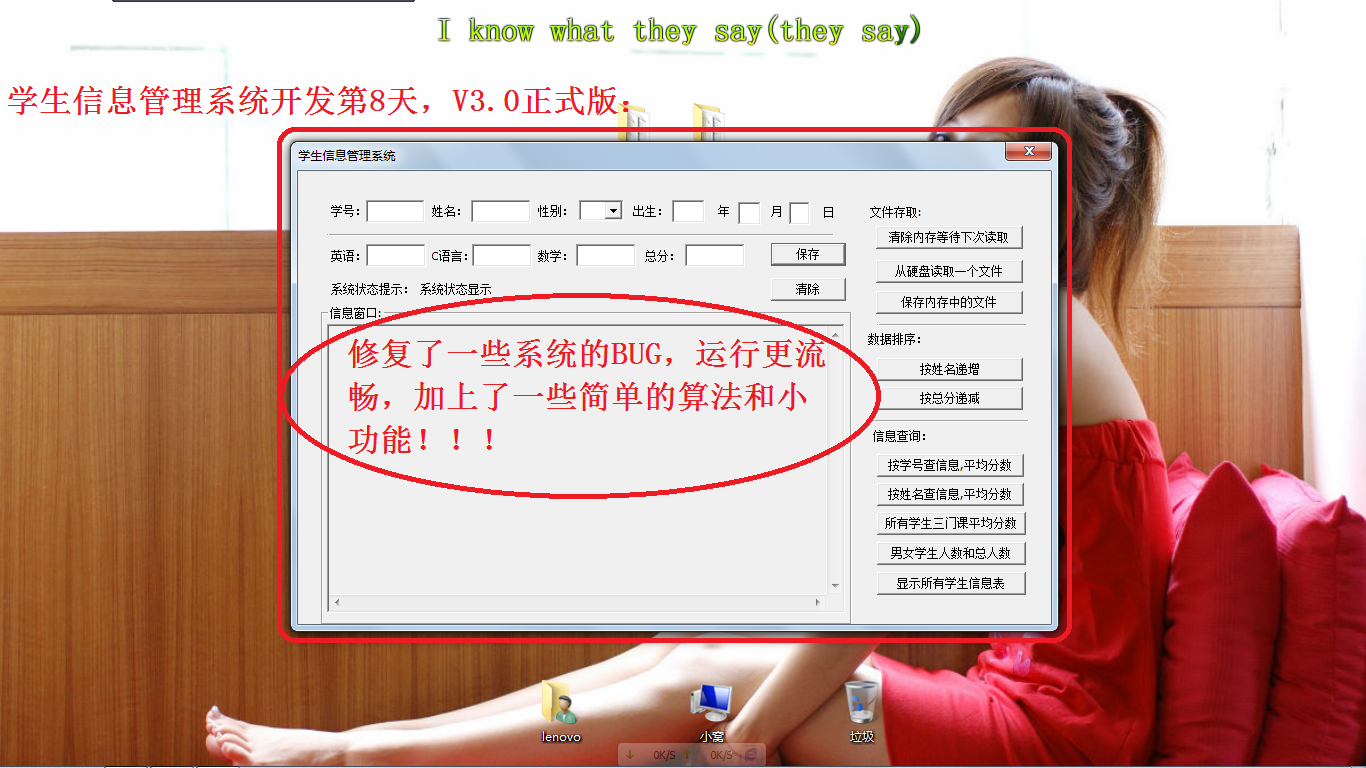 I know what they say(they say)
学生信息管理系统开发第8天，V3.0正式版：
学生信息管理系统
学号： 姓名： 性别： 出生： 年 月 日
文件存取:
清除内存等待下次读取
英语： C语言： 数学： 总分： 保存
从硬盘读取一个文件
系统状态提示： 系统状态显示 清除
保存内存中的文件
信息窗口:
数据排序：
修复了一些系统的BUG，运行更流
畅，加上了一些简单的算法和小
功能！！！
按姓名递增
按总分递减
信息查询:
按学号查信息,平均分数
按姓名查信息,平均分数
所有学生三门课平均分数
男女学生人数和总人数
显示所有学生信息表
lenovo 小窝 垃圾
0K/S 0K/S